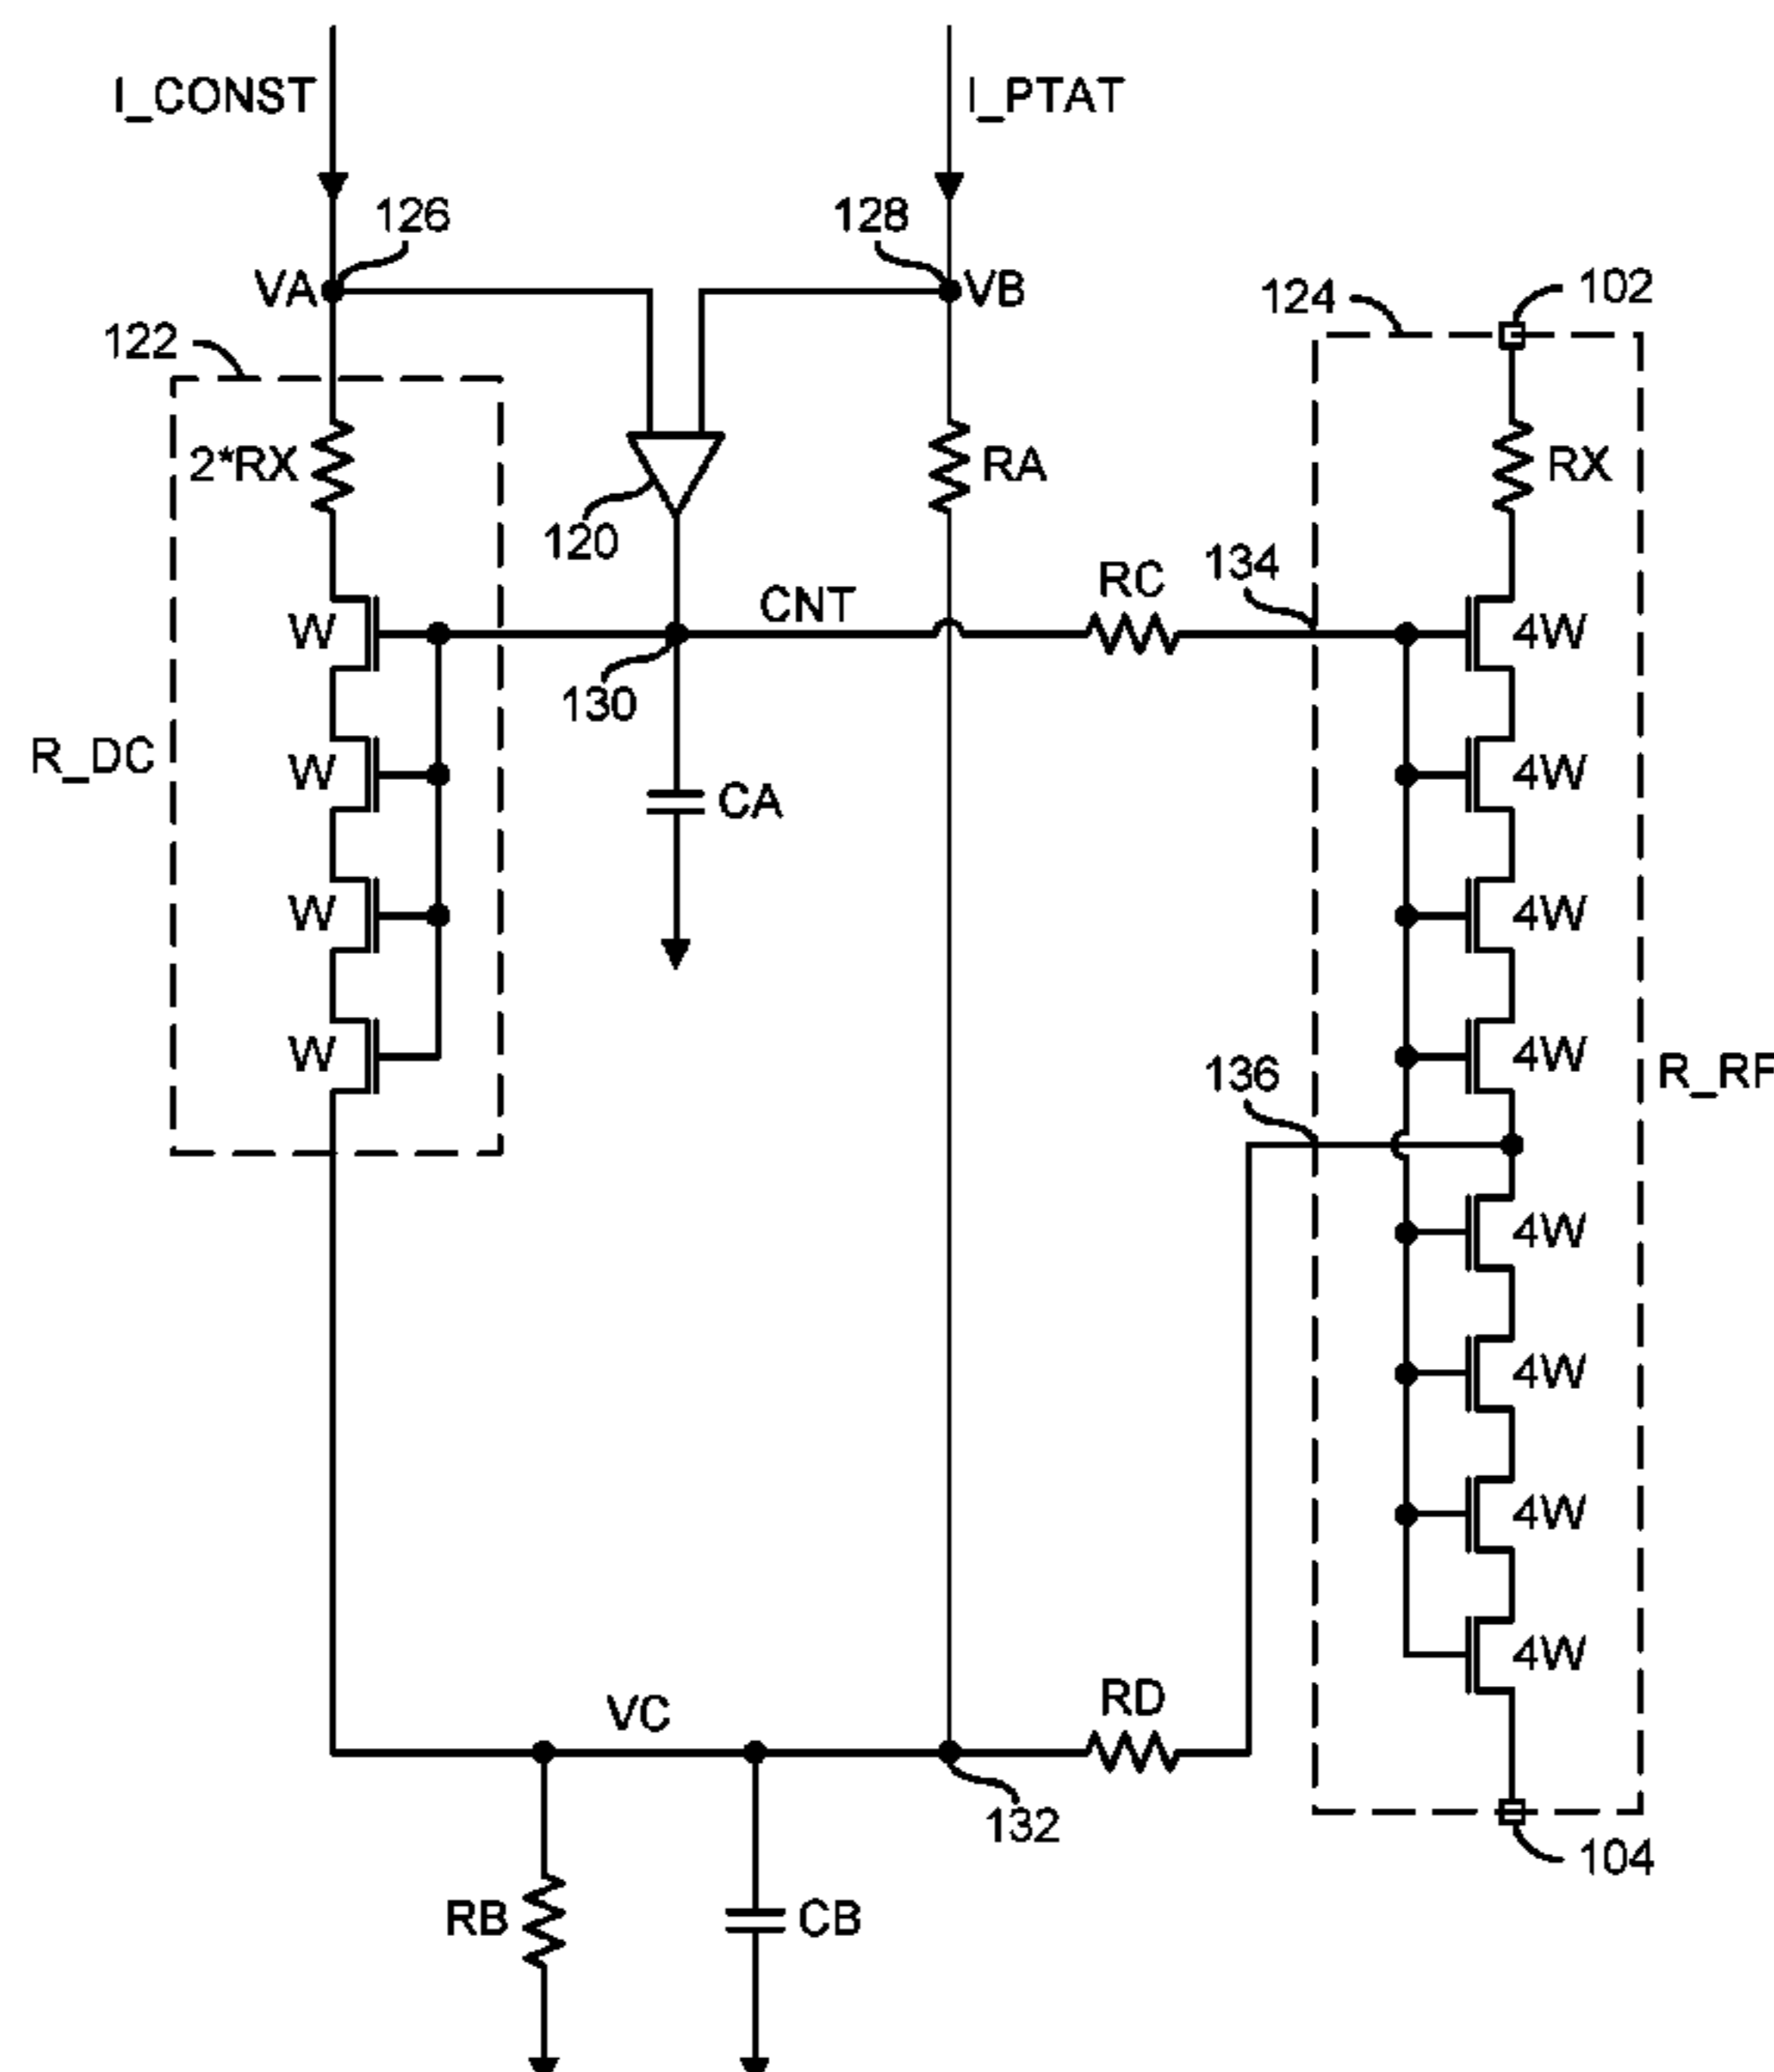 I_CONST
I_PTAT
126
128
VA
VB
124
102
122
2*RX
RA
RX
120
134
RC
CNT
W
4W
130
R_DC
W
4W
CA
W
4W
W
4W
136
R_RF
4W
4W
4W
4W
VC
RD
132
104
RB
CB